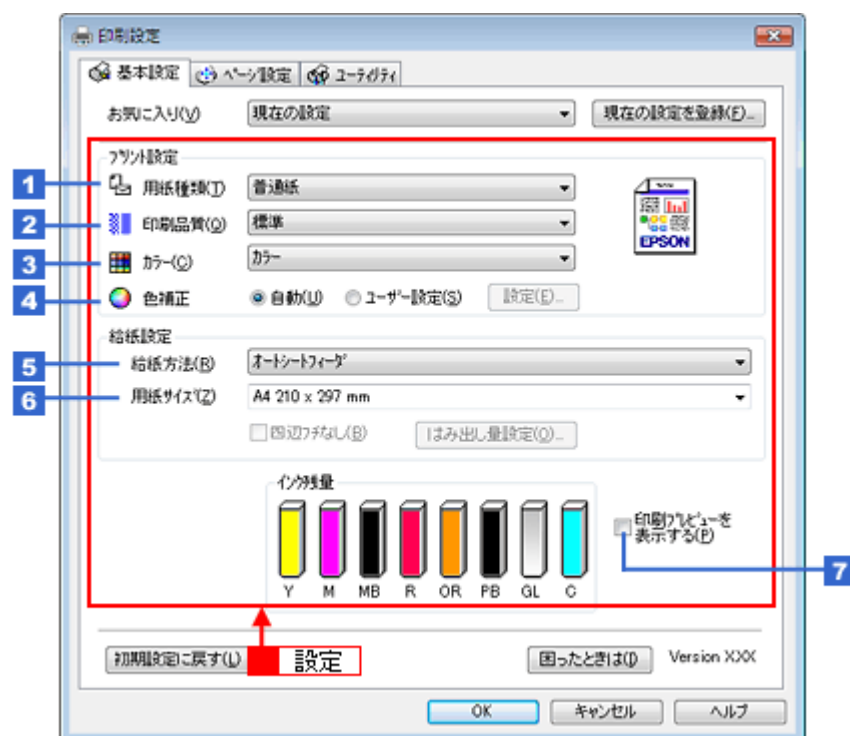 印刷設定
基本設定 ページ設定 ユーティリティ
お気に入り(V) 現在の設定 現在の設定を登録(F)...
プリント設定
1 用紙種類(T) 普通紙
2 印刷品質(Q) 標準
EPSON
3 カラー(C) カラー
4 色補正 自動(U) ユーザー設定(S) 設定(E)...
給紙設定
5 給紙方法(R) オートシートフィーダ
6 用紙サイズ(Z) A4 210 x 297 mm
四辺フチなし(B) はみ出し量設定(O)...
インク残量
印刷プレビューを
表示する(P)
7
Y M MB R OR PB GL C
初期設定に戻す(L) 設定 困ったときは(I) Version X.XX
OK キャンセル ヘルプ